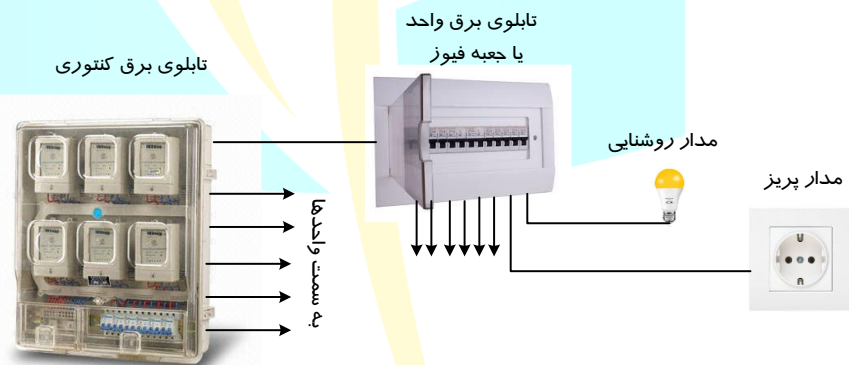 تابلوی برق واحد
یا جعبه فیوز
تابلوی برق کنتوری
مدار روشنایی
مدار پریز
به سمت واحدها